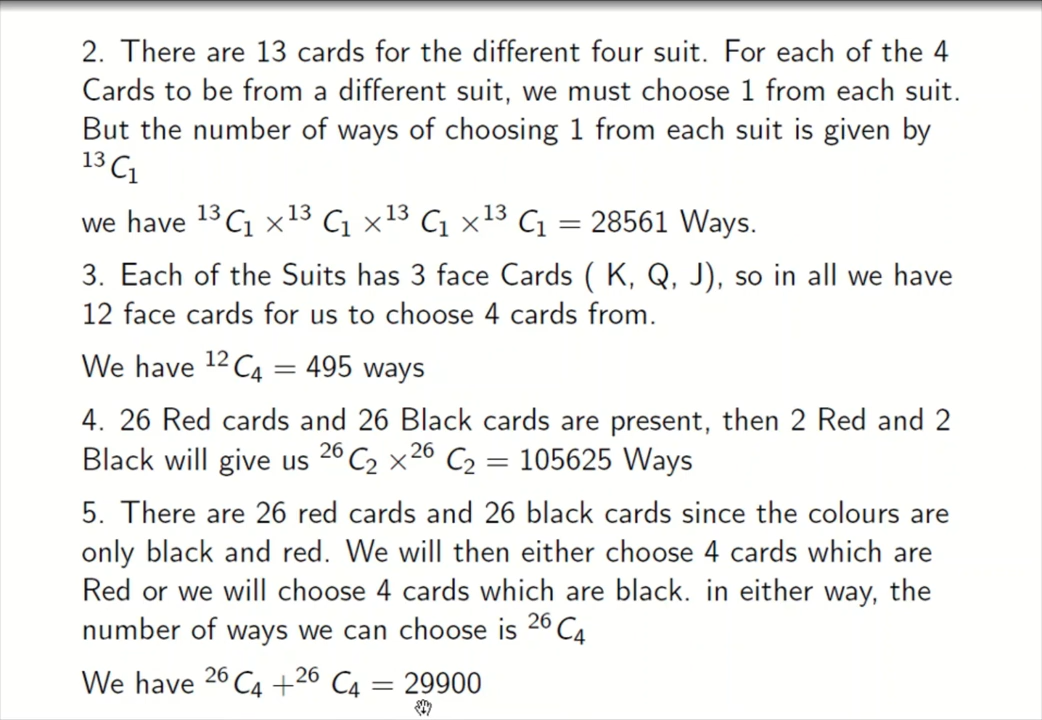 2. There are 13 cards for the different four suit. For each of the 4
Cards to be from a different suit, we must choose 1 from each suit.
But the number of ways of choosing 1 from each suit is given by
¹³C₁
we have ¹³C₁ ×¹³ C₁ ×¹³ C₁ ×¹³ C₁ = 28561 Ways.
3. Each of the Suits has 3 face Cards ( K, Q, J), so in all we have
12 face cards for us to choose 4 cards from.
We have ¹²C₄ = 495 ways
4. 26 Red cards and 26 Black cards are present, then 2 Red and 2
Black will give us ²⁶C₂ ×²⁶ C₂ = 105625 Ways
5. There are 26 red cards and 26 black cards since the colours are
only black and red. We will then either choose 4 cards which are
Red or we will choose 4 cards which are black. in either way, the
number of ways we can choose is ²⁶C₄
We have ²⁶C₄ +²⁶ C₄ = 29900